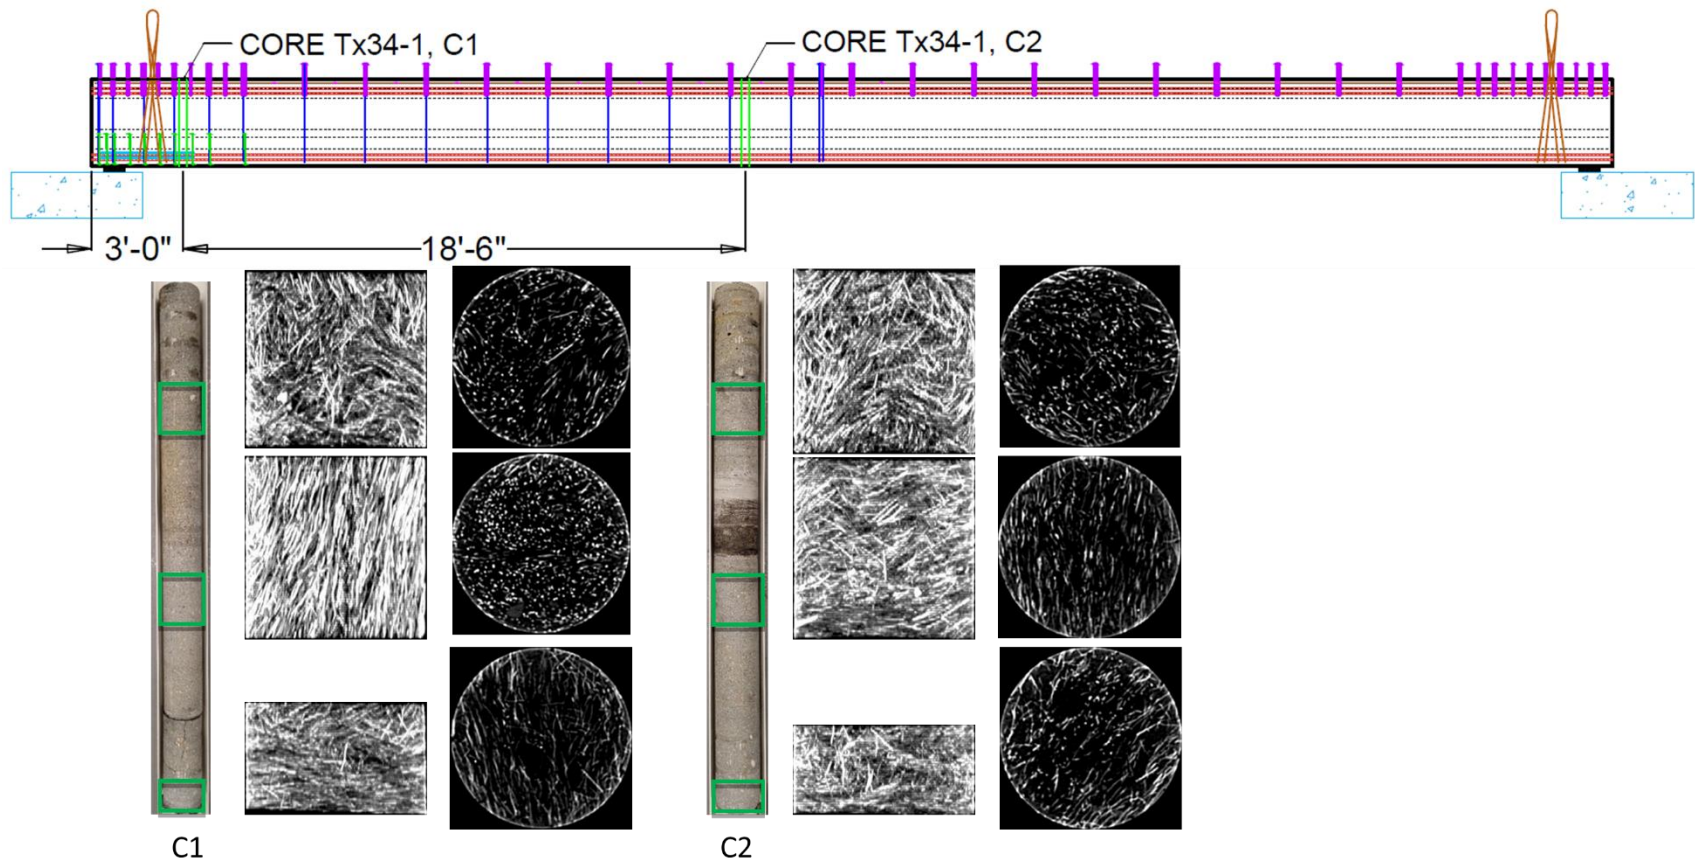 CORE Tx34-1, C1
CORE Tx34-1, C2
3'-0"
18'-6"
C1
C2